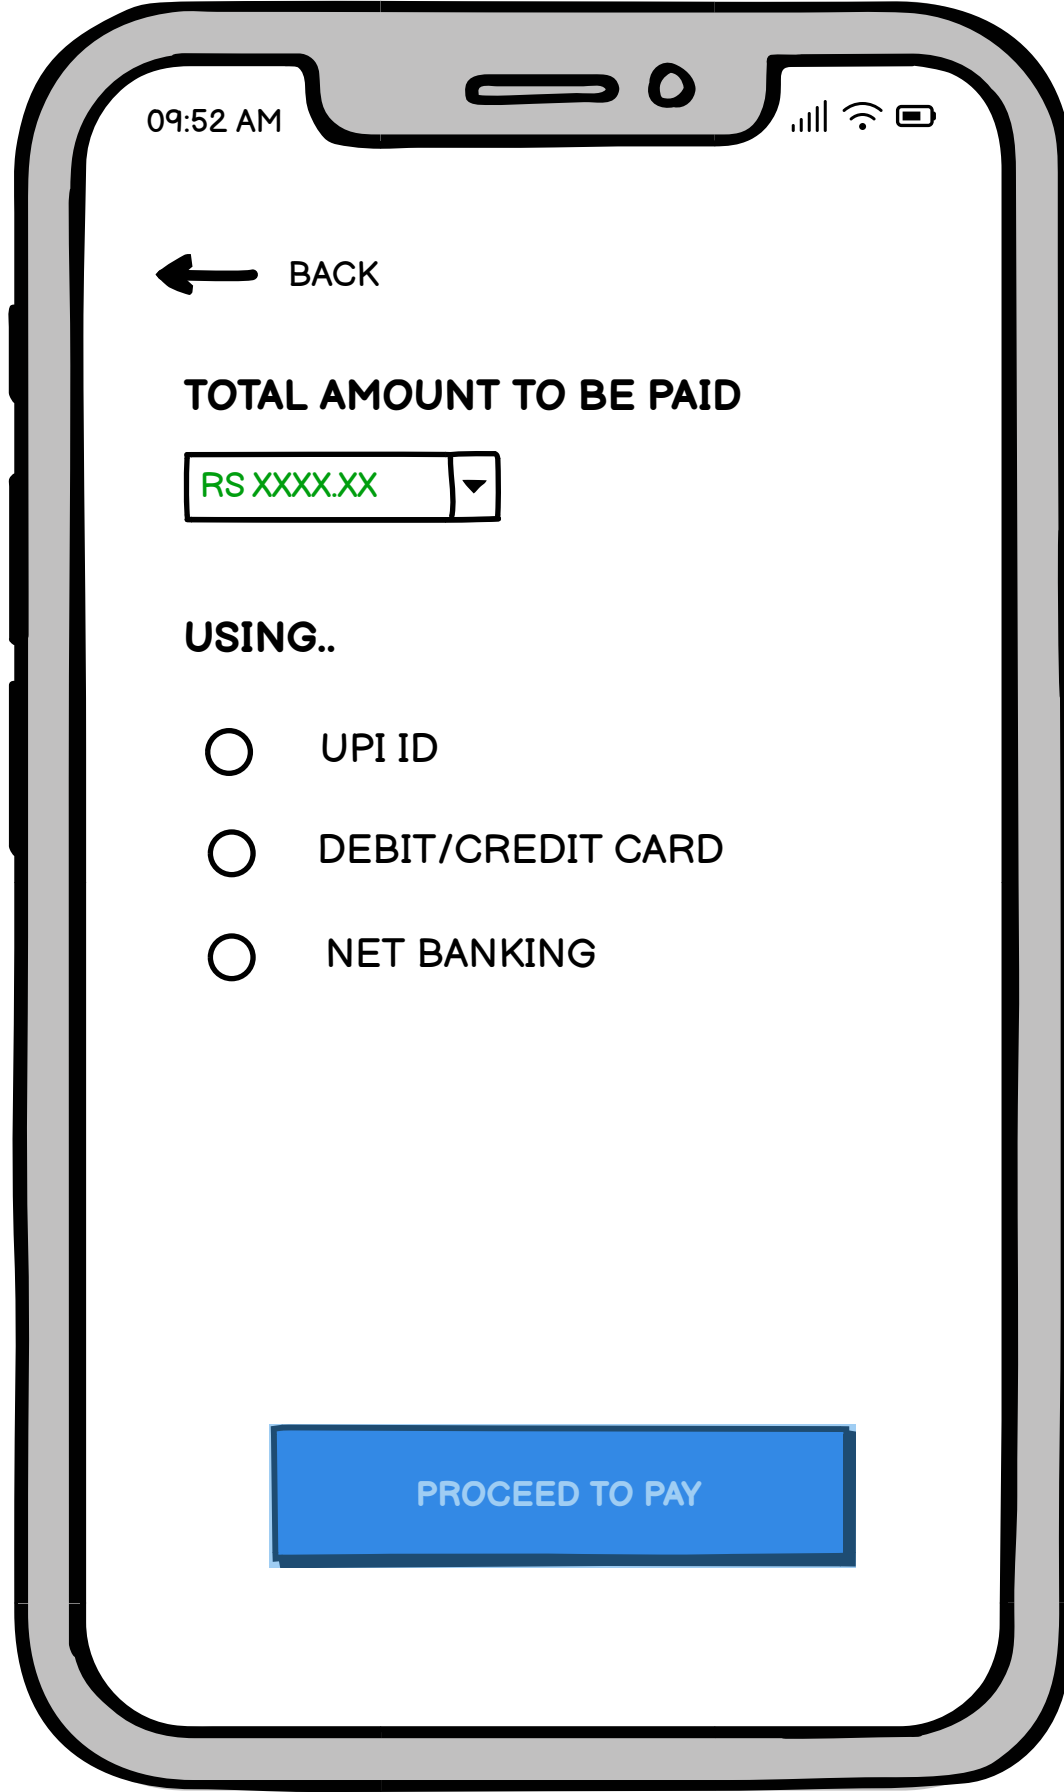 09:52 AM
BACK
TOTAL AMOUNT TO BE PAID
RS XXXX.XX
USING..
UPI ID
DEBIT/CREDIT CARD
NET BANKING
PROCEED TO PAY